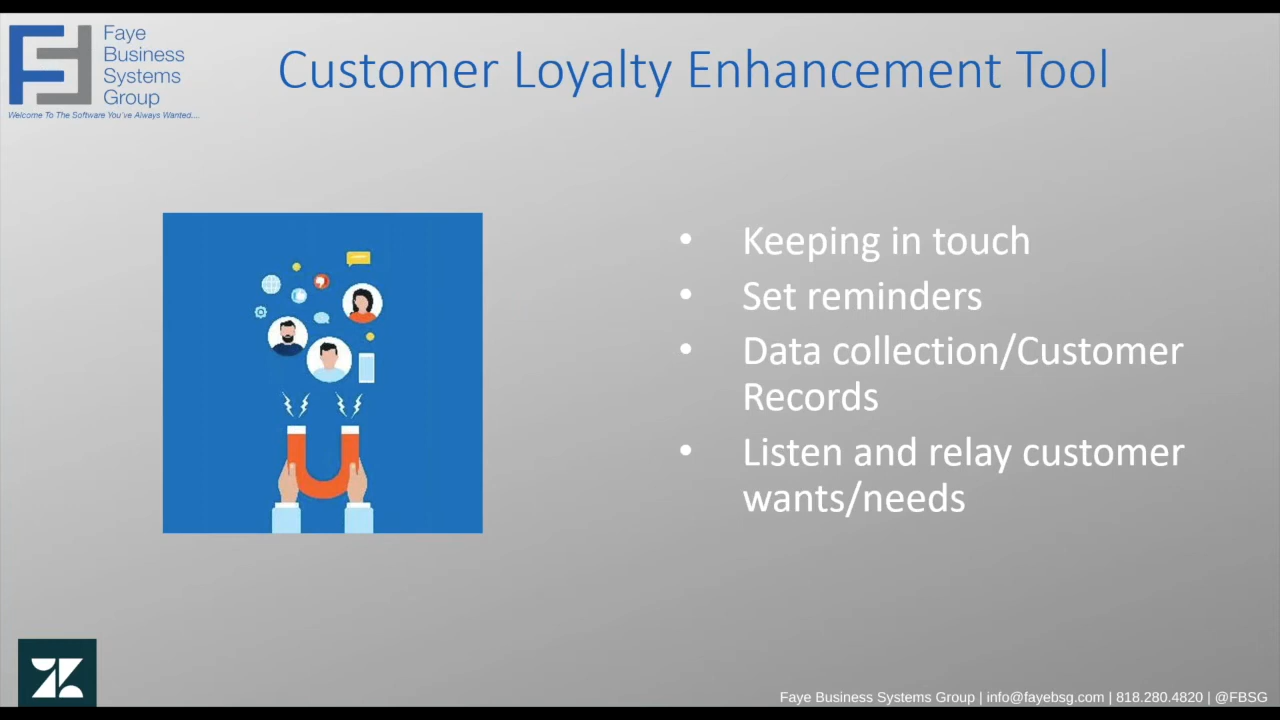 Faye
Business
Systems
Group
Welcome To The Software You've Always Wanted....
Customer Loyalty Enhancement Tool
• Keeping in touch
• Set reminders
• Data collection/Customer
Records
• Listen and relay customer
wants/needs
Faye Business Systems Group | info@fayebsg.com | 818.280.4820 | @FBSG